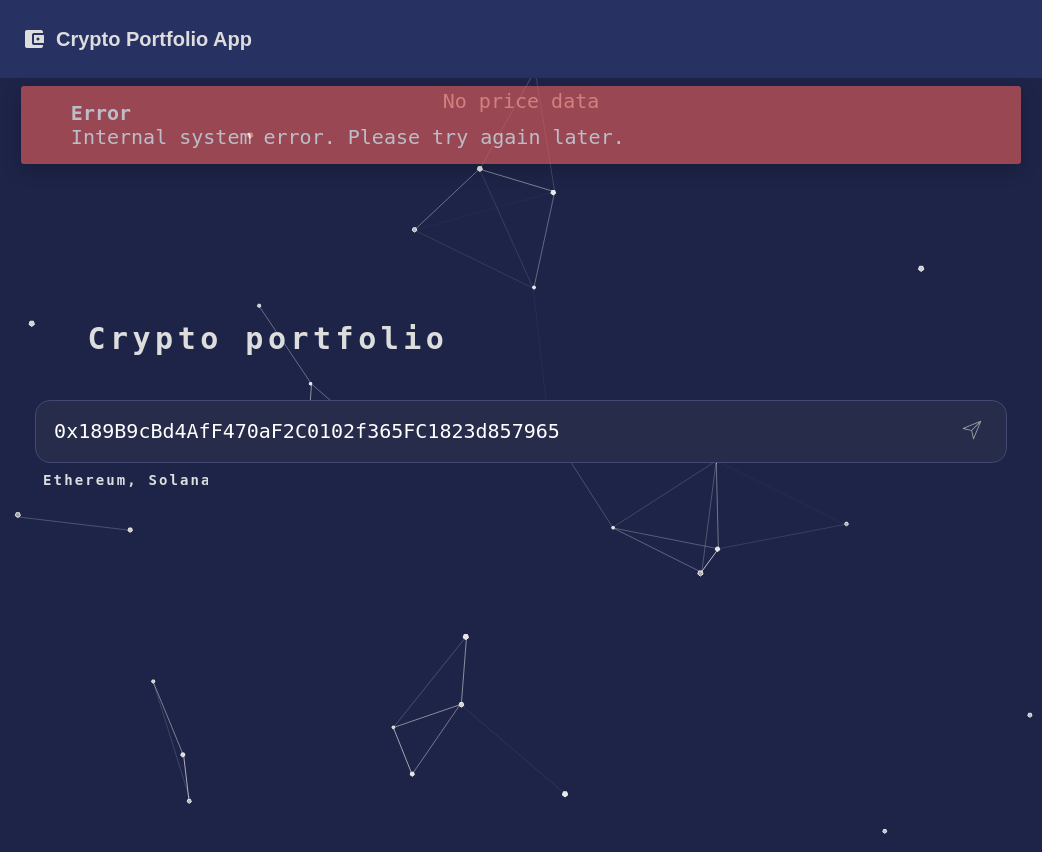 Crypto Portfolio App
No price data
Error
Internal system error. Please try again later.
Crypto portfolio
0x189B9cBd4AfF470aF2C0102f365FC1823d857965
Ethereum, Solana